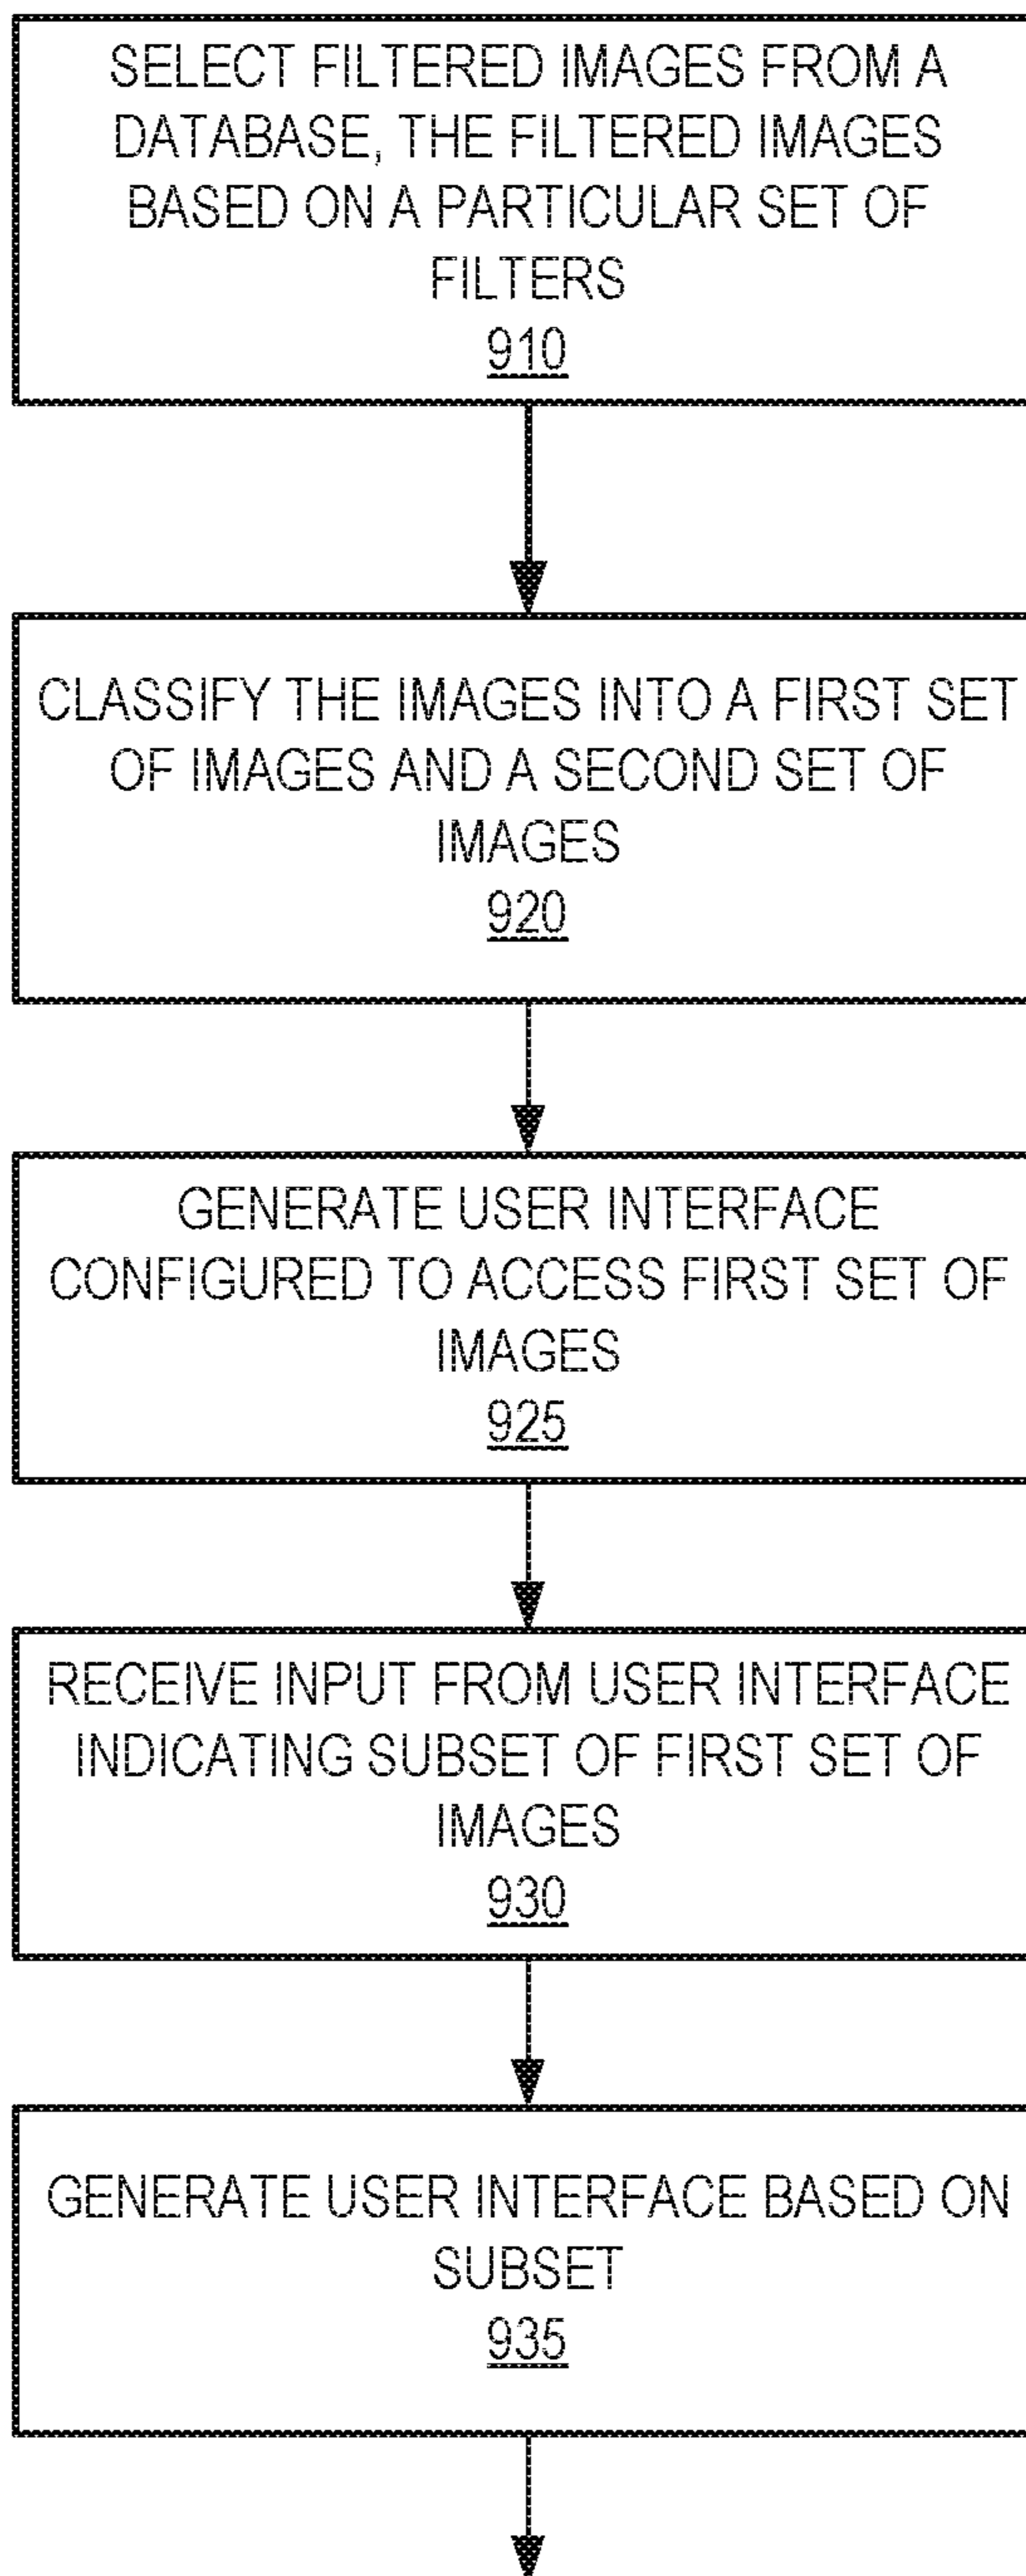 SELECT FILTERED IMAGES FROM A
DATABASE, THE FILTERED IMAGES
BASED ON A PARTICULAR SET OF
FILTERS
910
CLASSIFY THE IMAGES INTO A FIRST SET
OF IMAGES AND A SECOND SET OF
IMAGES
920
GENERATE USER INTERFACE
CONFIGURED TO ACCESS FIRST SET OF
IMAGES
925
RECEIVE INPUT FROM USER INTERFACE
INDICATING SUBSET OF FIRST SET OF
IMAGES
930
GENERATE USER INTERFACE BASED ON
SUBSET
935